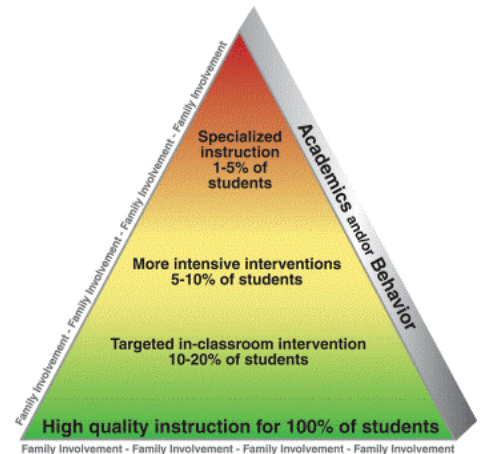 Specialized
instruction
1-5% of
students
More intensive interventions
5-10% of students
Targeted in-classroom intervention
10-20% of students
High quality instruction for 100% of students
Academics and/or Behavior
Family Involvement - Family Involvement - Family Involvement - Family Involvement
Family Involvement - Family Involvement - Family Involvement - Family Involvement